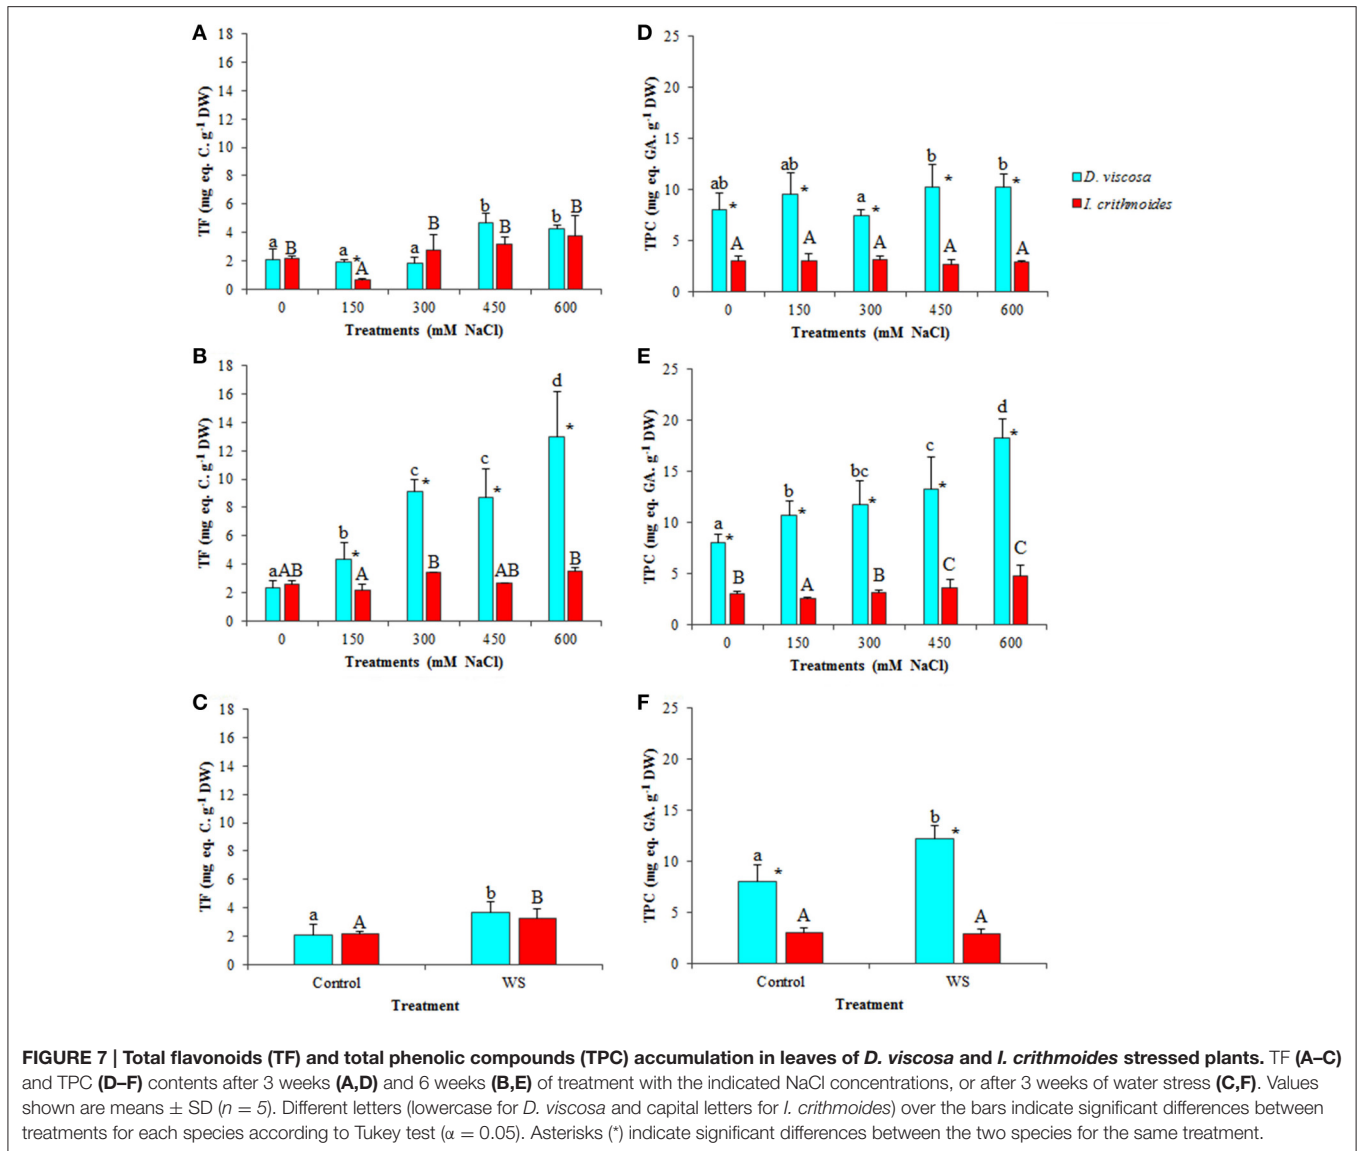 A
TF (mg eq. C. g⁻¹ DW)
18
16
14
12
10
8
6
4
2
0
a B
a * A
a B
b B
b B
0 150 300 450 600
Treatments (mM NaCl)
D
TPC (mg eq. GA. g⁻¹ DW)
25
20
15
10
5
0
ab * A
ab * A
a * A
b * A
b * A
0 150 300 450 600
Treatments (mM NaCl)
D. viscosa
I. crithmoides
B
TF (mg eq. C. g⁻¹ DW)
18
16
14
12
10
8
6
4
2
0
a AB
b * A
c * B
c * AB
d * B
0 150 300 450 600
Treatments (mM NaCl)
E
TPC (mg eq. GA. g⁻¹ DW)
25
20
15
10
5
0
a * B
b * A
bc * B
c * C
d * C
0 150 300 450 600
Treatments (mM NaCl)
C
TF (mg eq. C. g⁻¹ DW)
18
16
14
12
10
8
6
4
2
0
a A
b B
Control WS
Treatment
F
TPC (mg eq. GA. g⁻¹ DW)
25
20
15
10
5
0
a * A
b * A
Control WS
Treatment
FIGURE 7 | Total flavonoids (TF) and total phenolic compounds (TPC) accumulation in leaves of D. viscosa and I. crithmoides stressed plants. TF (A–C)
and TPC (D–F) contents after 3 weeks (A,D) and 6 weeks (B,E) of treatment with the indicated NaCl concentrations, or after 3 weeks of water stress (C,F). Values
shown are means ± SD (n = 5). Different letters (lowercase for D. viscosa and capital letters for I. crithmoides) over the bars indicate significant differences between
treatments for each species according to Tukey test (α = 0.05). Asterisks (*) indicate significant differences between the two species for the same treatment.